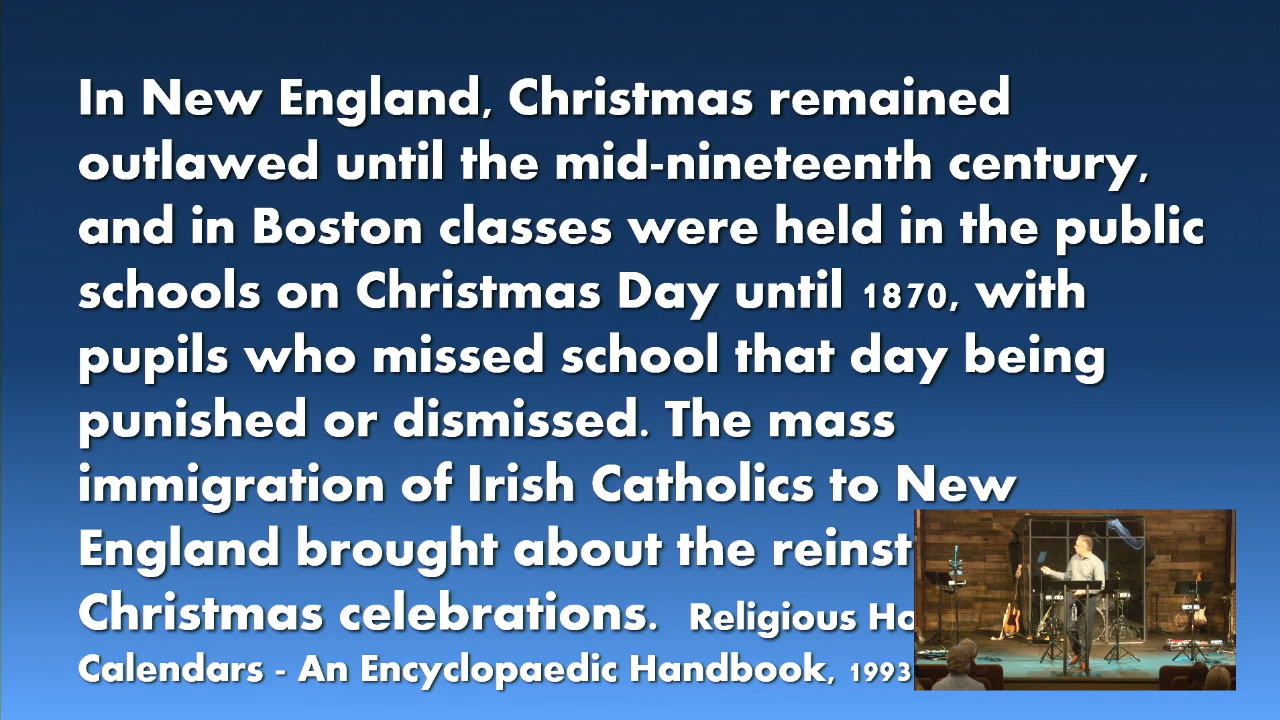 In New England, Christmas remained
outlawed until the mid-nineteenth century,
and in Boston classes were held in the public
schools on Christmas Day until 1870, with
pupils who missed school that day being
punished or dismissed. The mass
immigration of Irish Catholics to New
England brought about the
Christmas celebrations. Religious
Calendars - An Encyclopaedic Handbook, 1993